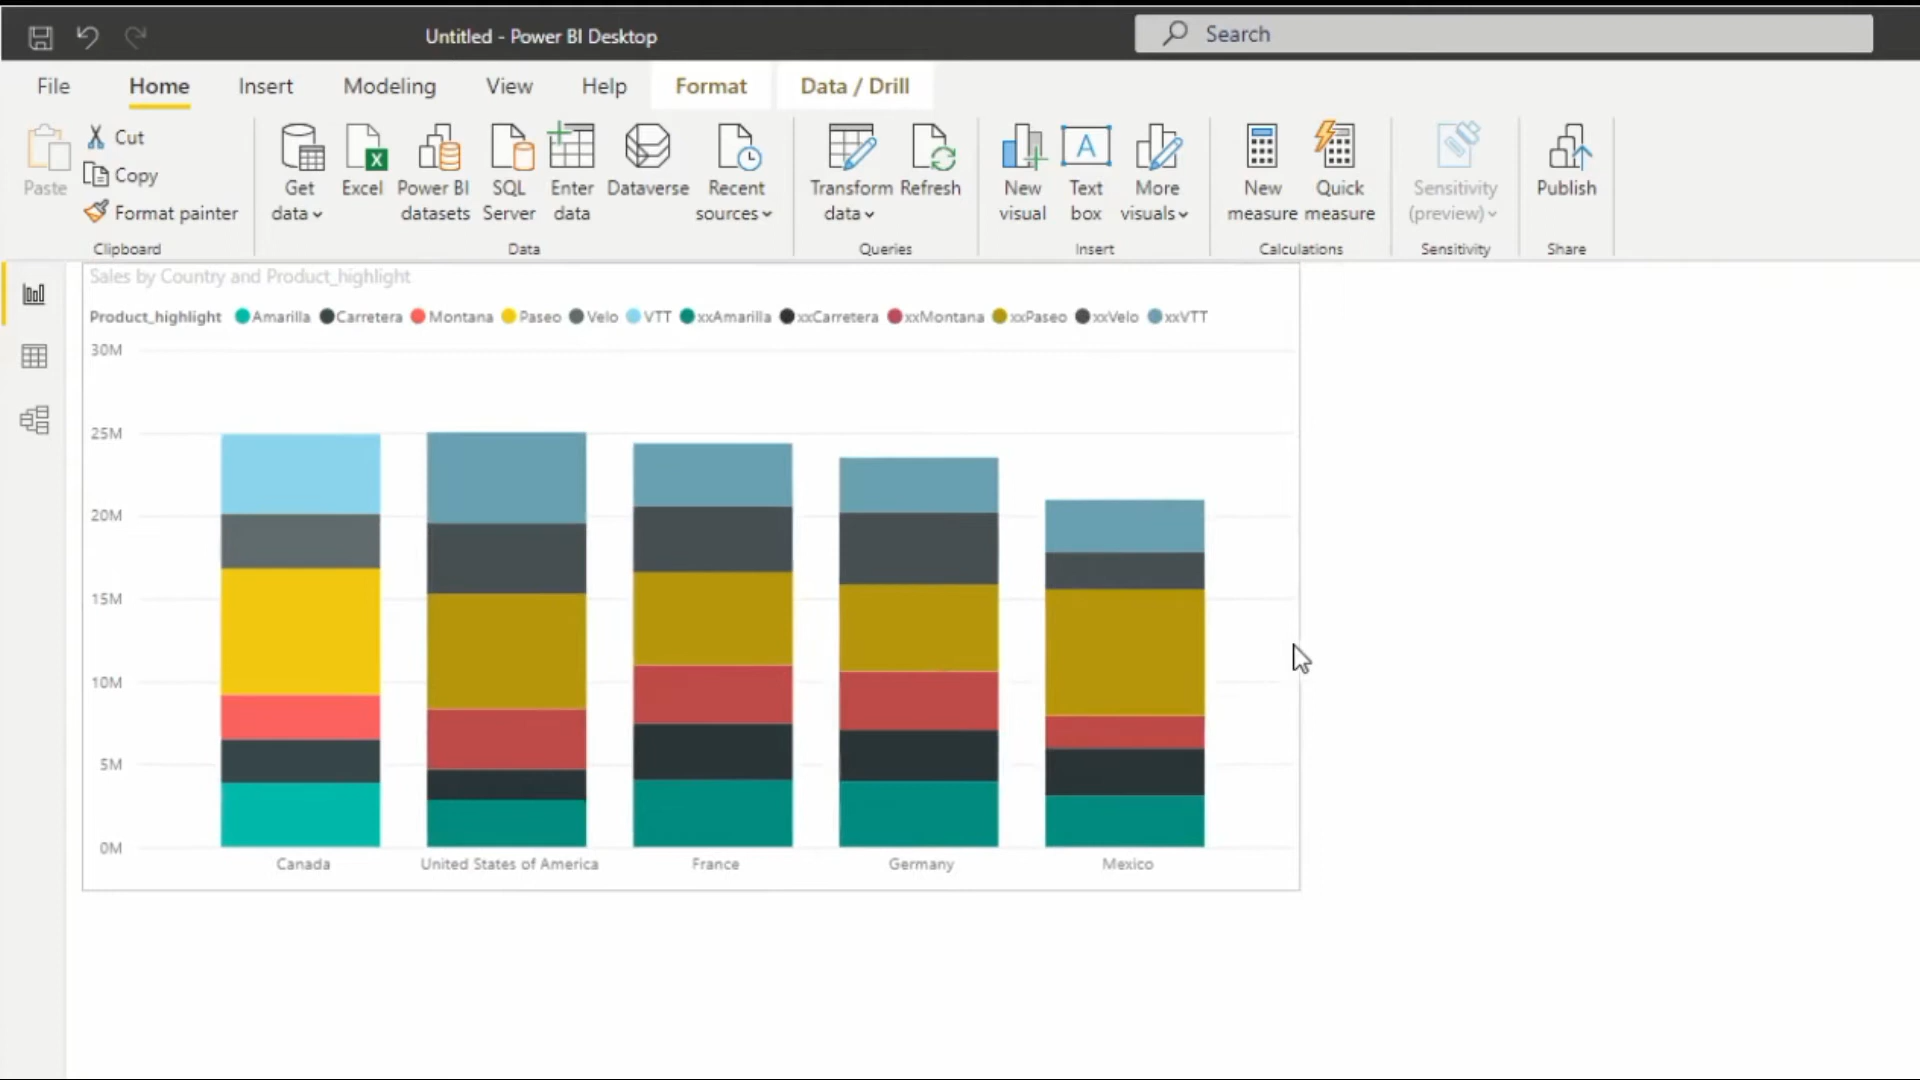 Untitled - Power BI Desktop
Search
File Home Insert Modeling View Help Format Data / Drill
Paste
Cut
Copy
Format painter
Clipboard
Get data
Excel
Power BI datasets
SQL Server
Enter data
Dataverse
Recent sources
Data
Transform data
Refresh
Queries
New visual
A
Text box
More visuals
Insert
New measure
Quick measure
Calculations
Sensitivity (preview)
Sensitivity
Publish
Share
Sales by Country and Product_highlight
Product_highlight Amarilla Carretera Montana Paseo Velo VTT xxAmarilla xxCarretera xxMontana xxPaseo xxVelo xxVTT
30M
25M
20M
15M
10M
5M
0M
Canada United States of America France Germany Mexico